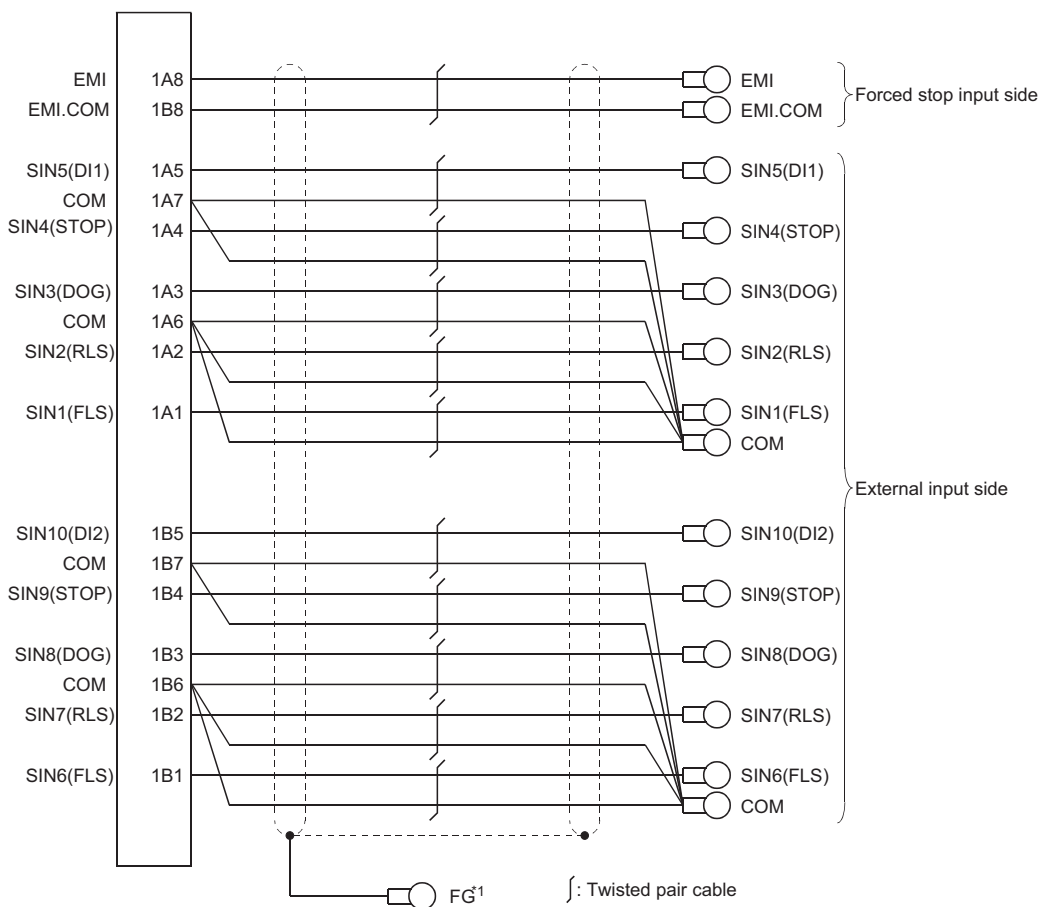 EMI 1A8 EMI
EMI.COM 1B8 EMI.COM
Forced stop input side
SIN5(DI1) 1A5 SIN5(DI1)
COM 1A7
SIN4(STOP) 1A4 SIN4(STOP)
SIN3(DOG) 1A3 SIN3(DOG)
COM 1A6
SIN2(RLS) 1A2 SIN2(RLS)
SIN1(FLS) 1A1 SIN1(FLS)
COM
External input side
SIN10(DI2) 1B5 SIN10(DI2)
COM 1B7
SIN9(STOP) 1B4 SIN9(STOP)
SIN8(DOG) 1B3 SIN8(DOG)
COM 1B6
SIN7(RLS) 1B2 SIN7(RLS)
SIN6(FLS) 1B1 SIN6(FLS)
COM
FG*1
: Twisted pair cable